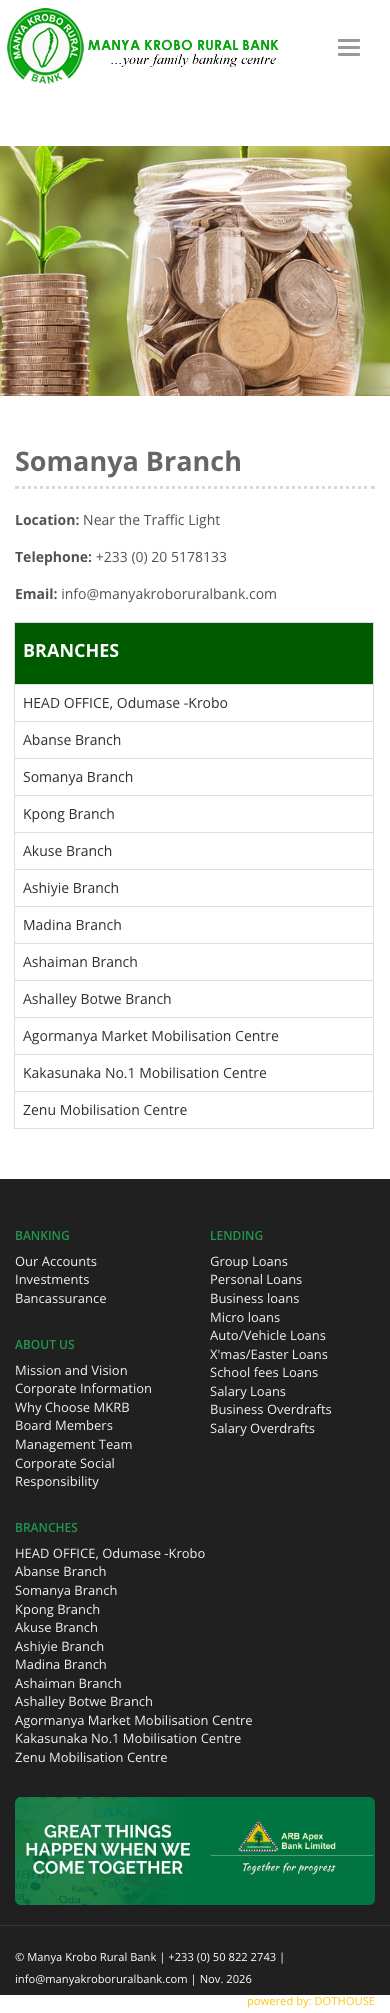 MANYA KROBO RURAL
BANK
MANYA KROBO RURAL BANK
...your family banking centre
Somanya Branch
Location: Near the Traffic Light
Telephone: +233 (0) 20 5178133
Email: info@manyakroboruralbank.com
BRANCHES
HEAD OFFICE, Odumase -Krobo
Abanse Branch
Somanya Branch
Kpong Branch
Akuse Branch
Ashiyie Branch
Madina Branch
Ashaiman Branch
Ashalley Botwe Branch
Agormanya Market Mobilisation Centre
Kakasunaka No.1 Mobilisation Centre
Zenu Mobilisation Centre
BANKING
Our Accounts
Investments
Bancassurance
ABOUT US
Mission and Vision
Corporate Information
Why Choose MKRB
Board Members
Management Team
Corporate Social
Responsibility
LENDING
Group Loans
Personal Loans
Business loans
Micro loans
Auto/Vehicle Loans
X'mas/Easter Loans
School fees Loans
Salary Loans
Business Overdrafts
Salary Overdrafts
BRANCHES
HEAD OFFICE, Odumase -Krobo
Abanse Branch
Somanya Branch
Kpong Branch
Akuse Branch
Ashiyie Branch
Madina Branch
Ashaiman Branch
Ashalley Botwe Branch
Agormanya Market Mobilisation Centre
Kakasunaka No.1 Mobilisation Centre
Zenu Mobilisation Centre
GREAT THINGS
HAPPEN WHEN WE
COME TOGETHER
ARB Apex
Bank Limited
Together for progress
© Manya Krobo Rural Bank | +233 (0) 50 822 2743 |
info@manyakroboruralbank.com | Nov. 2026
powered by: DOTHOUSE